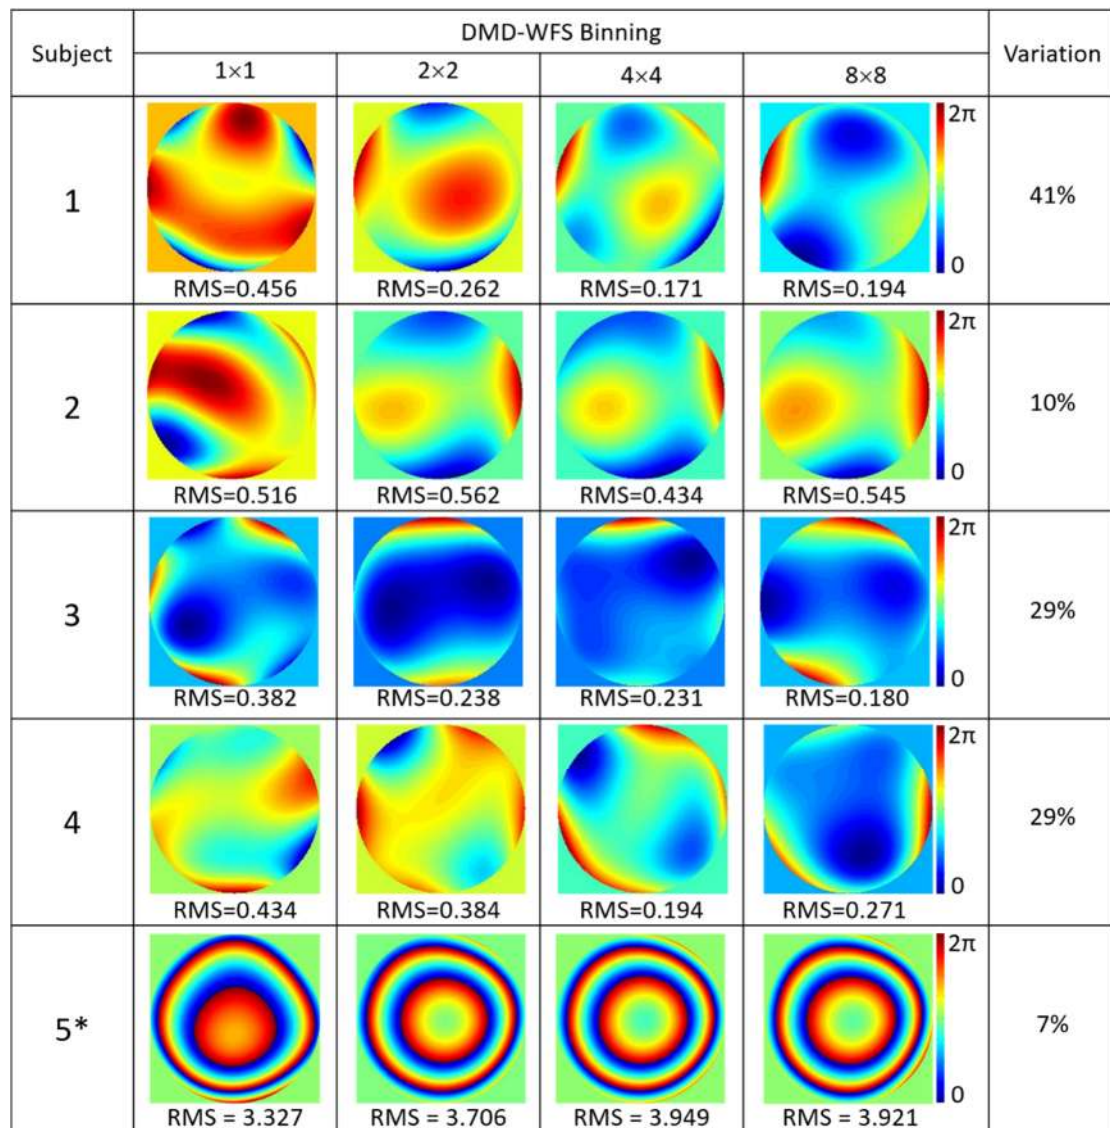 Subject
DMD-WFS Binning
Variation
1×1
2×2
4×4
8×8
1
2π
0
41%
RMS=0.456
RMS=0.262
RMS=0.171
RMS=0.194
2
2π
0
10%
RMS=0.516
RMS=0.562
RMS=0.434
RMS=0.545
3
2π
0
29%
RMS=0.382
RMS=0.238
RMS=0.231
RMS=0.180
4
2π
0
29%
RMS=0.434
RMS=0.384
RMS=0.194
RMS=0.271
5*
2π
0
7%
RMS = 3.327
RMS = 3.706
RMS = 3.949
RMS = 3.921